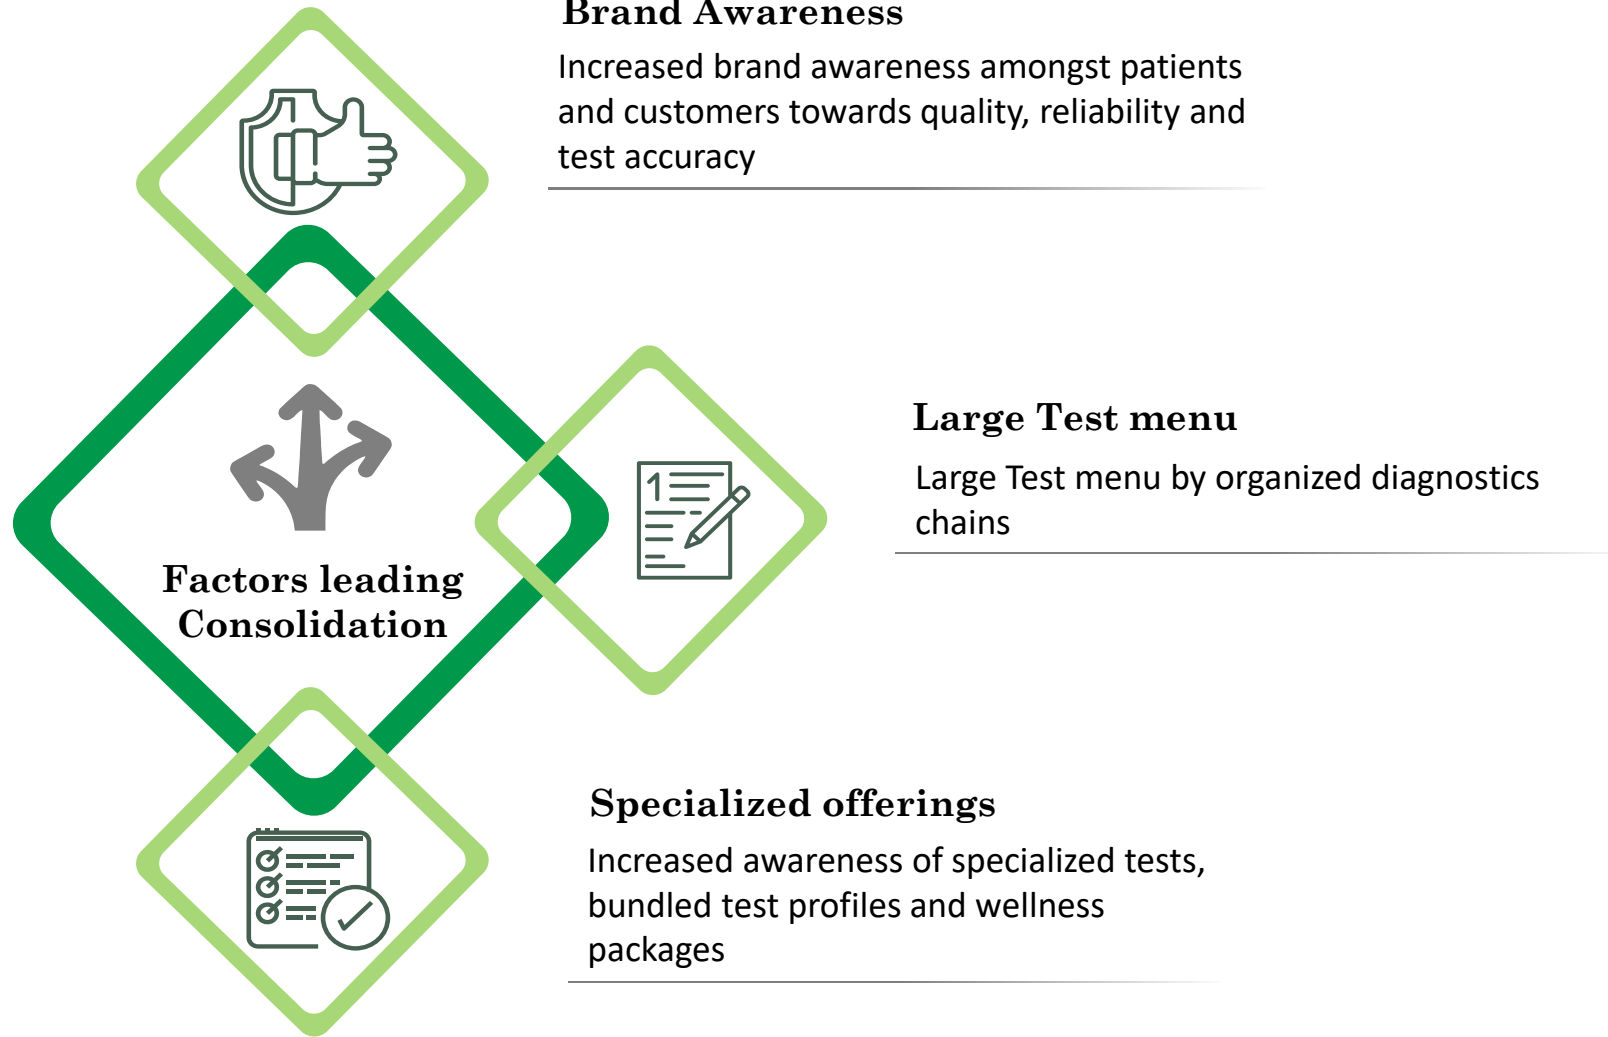 Brand Awareness
Increased brand awareness amongst patients
and customers towards quality, reliability and
test accuracy
Large Test menu
Large Test menu by organized diagnostics
chains
1
Factors leading
Consolidation
Specialized offerings
Increased awareness of specialized tests,
bundled test profiles and wellness
packages